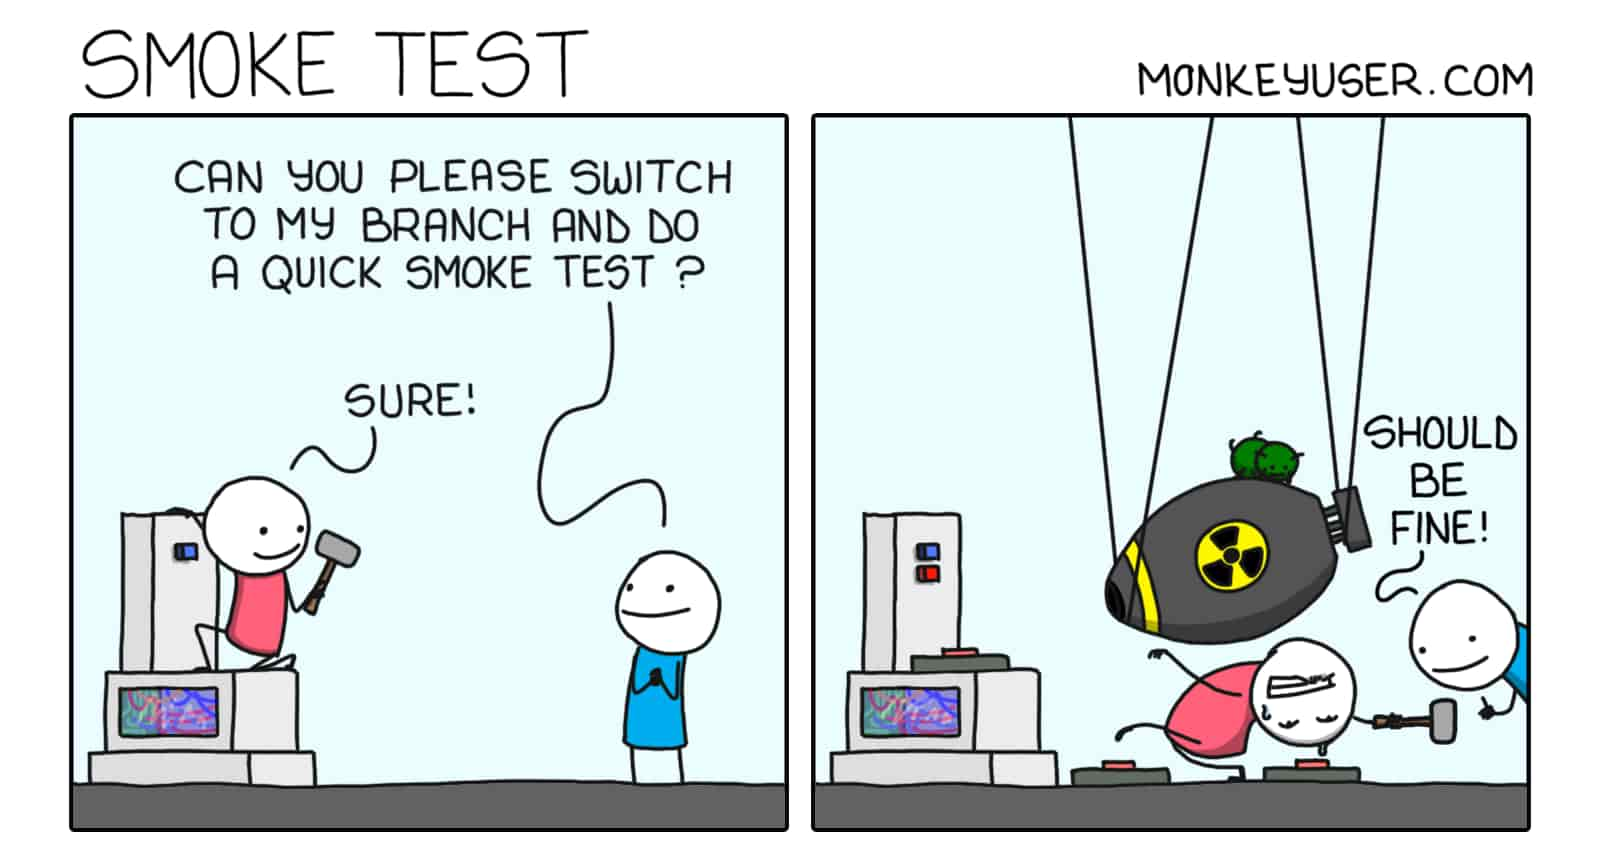 SMOKE TEST
MONKEYUSER.COM
CAN YOU PLEASE SWITCH
TO MY BRANCH AND DO
A QUICK SMOKE TEST ?
SURE!
SHOULD
BE
FINE!